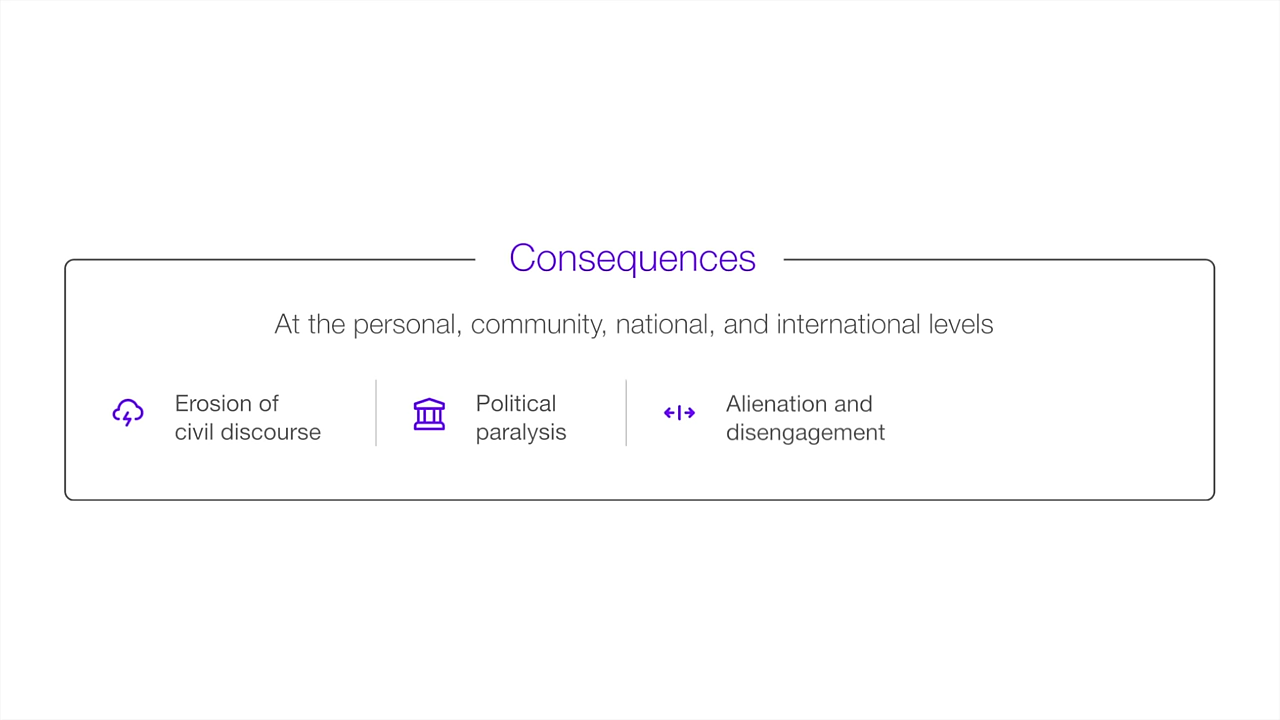 Consequences
At the personal, community, national, and international levels
Erosion of
civil discourse
Political
paralysis
Alienation and
disengagement